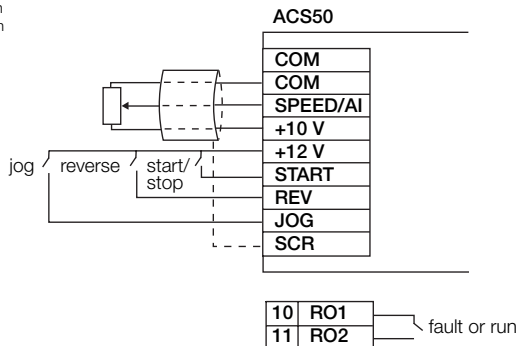 ACS50
COM
COM
SPEED/AI
+10 V
+12 V
START
REV
JOG
SCR
jog
reverse
start/
stop
10 RO1
11 RO2
fault or run